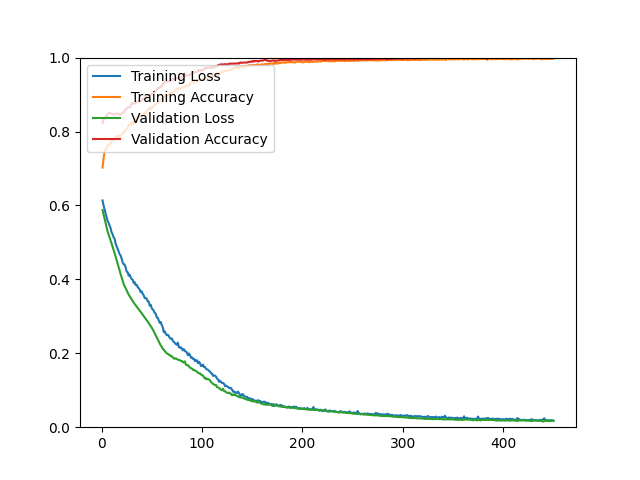 1.0
0.8
0.6
0.4
0.2
0.0
Training Loss
Training Accuracy
Validation Loss
Validation Accuracy
0 100 200 300 400